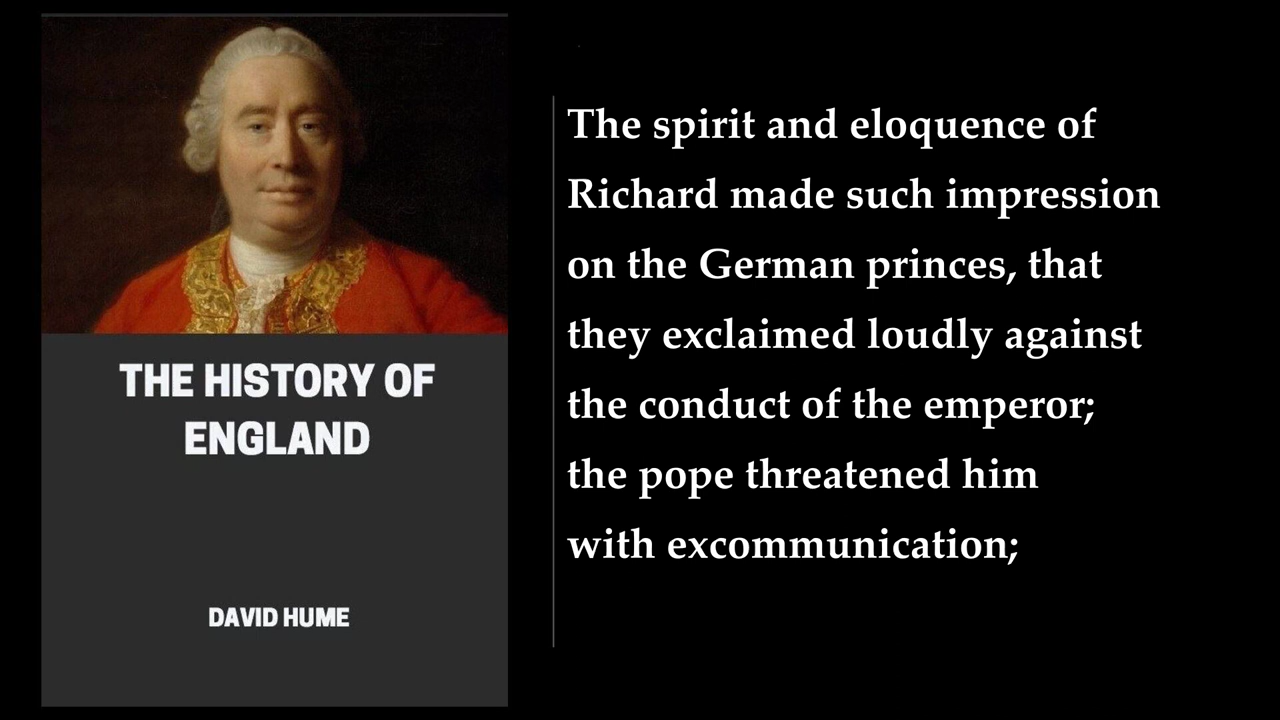 THE HISTORY OF
ENGLAND
DAVID HUME
The spirit and eloquence of
Richard made such impression
on the German princes, that
they exclaimed loudly against
the conduct of the emperor;
the pope threatened him
with excommunication;